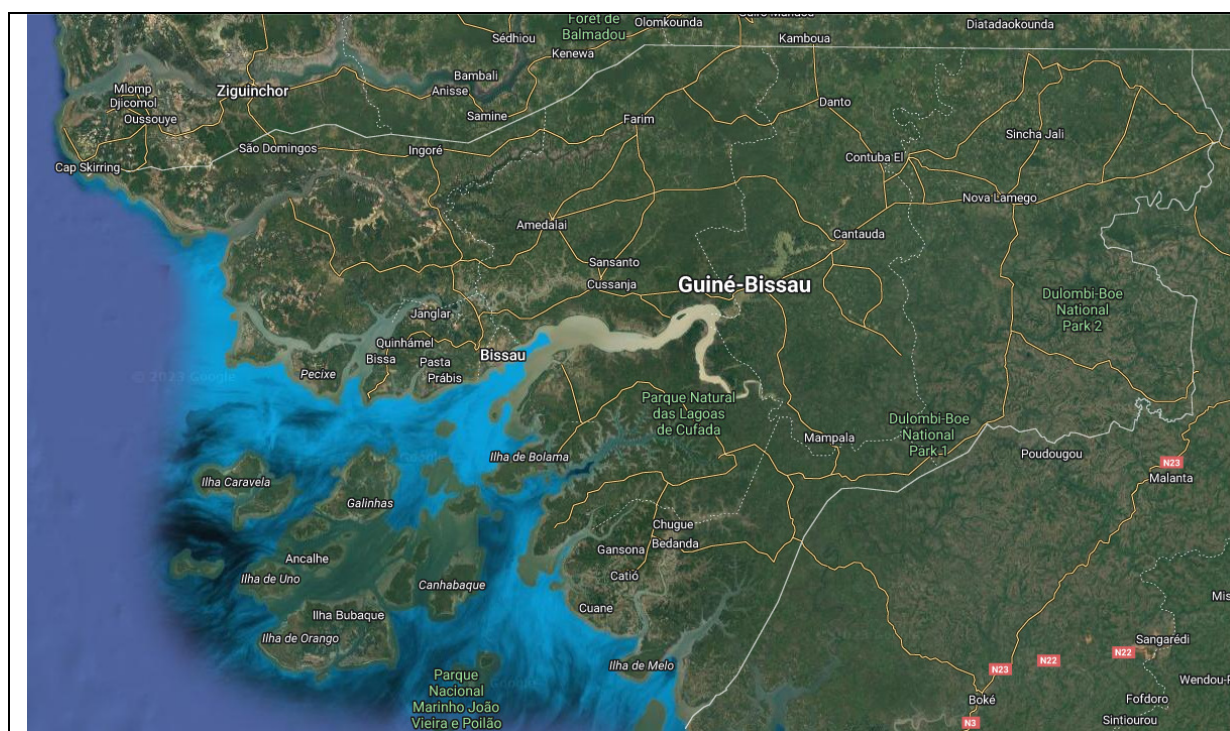 Forêt de
Balmadou
Olomkounda
Diatadaokounda
Sédhiou
Kenewa
Kamboua
Bambali
Mlomp
Djicomol
Oussouye
Ziguinchor
Anisse
Samine
Danto
Farim
Sincha Jali
São Domingos
Ingoré
Contuba El
Cap Skirring
Nova Lamego
Amedalai
Cantauda
Sansanto
Cussanja
Guiné-Bissau
Dulombi-Boe
National
Park 2
Janglar
Quinhámel
Bissa
Bissau
Pasta
Prábis
Pecixe
Parque Natural
das Lagoas
de Cufada
Dulombi-Boe
National
Park 1
Mampala
Poudougou
Ilha de Bolama
N23
Malanta
Ilha Caravela
Galinhas
Chugue
Bedanda
Gansona
Ancalhe
Ilha de Uno
Canhabaque
Catió
Cuane
Ilha Bubaque
Ilha de Orango
Ilha de Melo
Sangarédi
N22
N22
N23
Parque
Nacional
Marinho João
Vieira e Poilão
Boké
Fofdoro
N3
Sintiourou